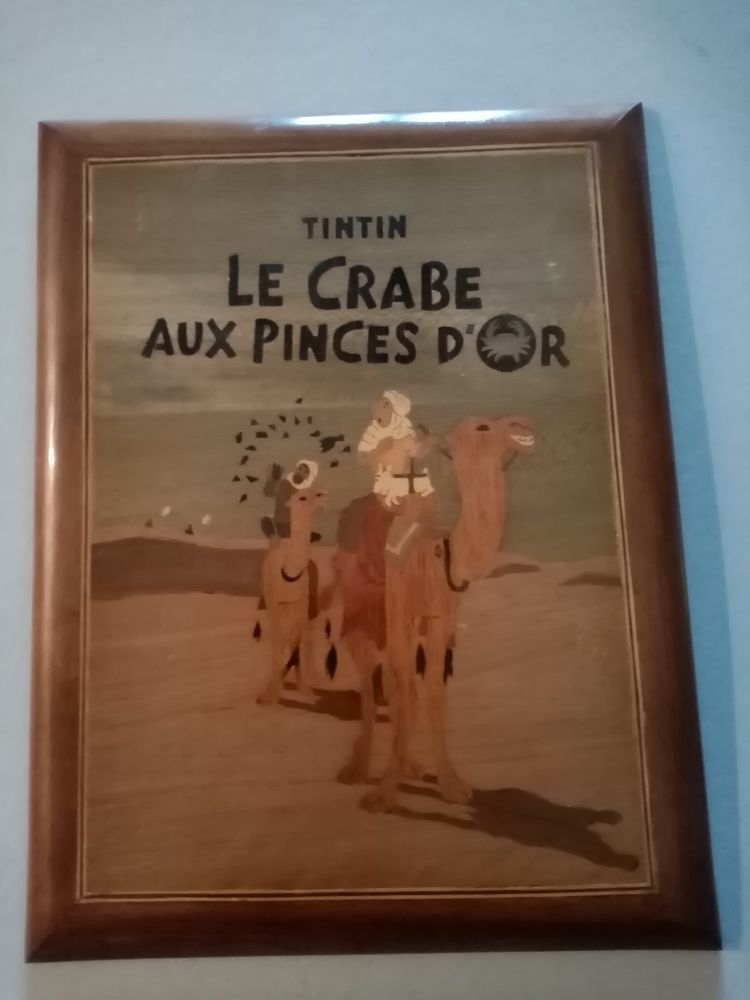 TINTIN
LE CRABE
AUX PINCES D'OR